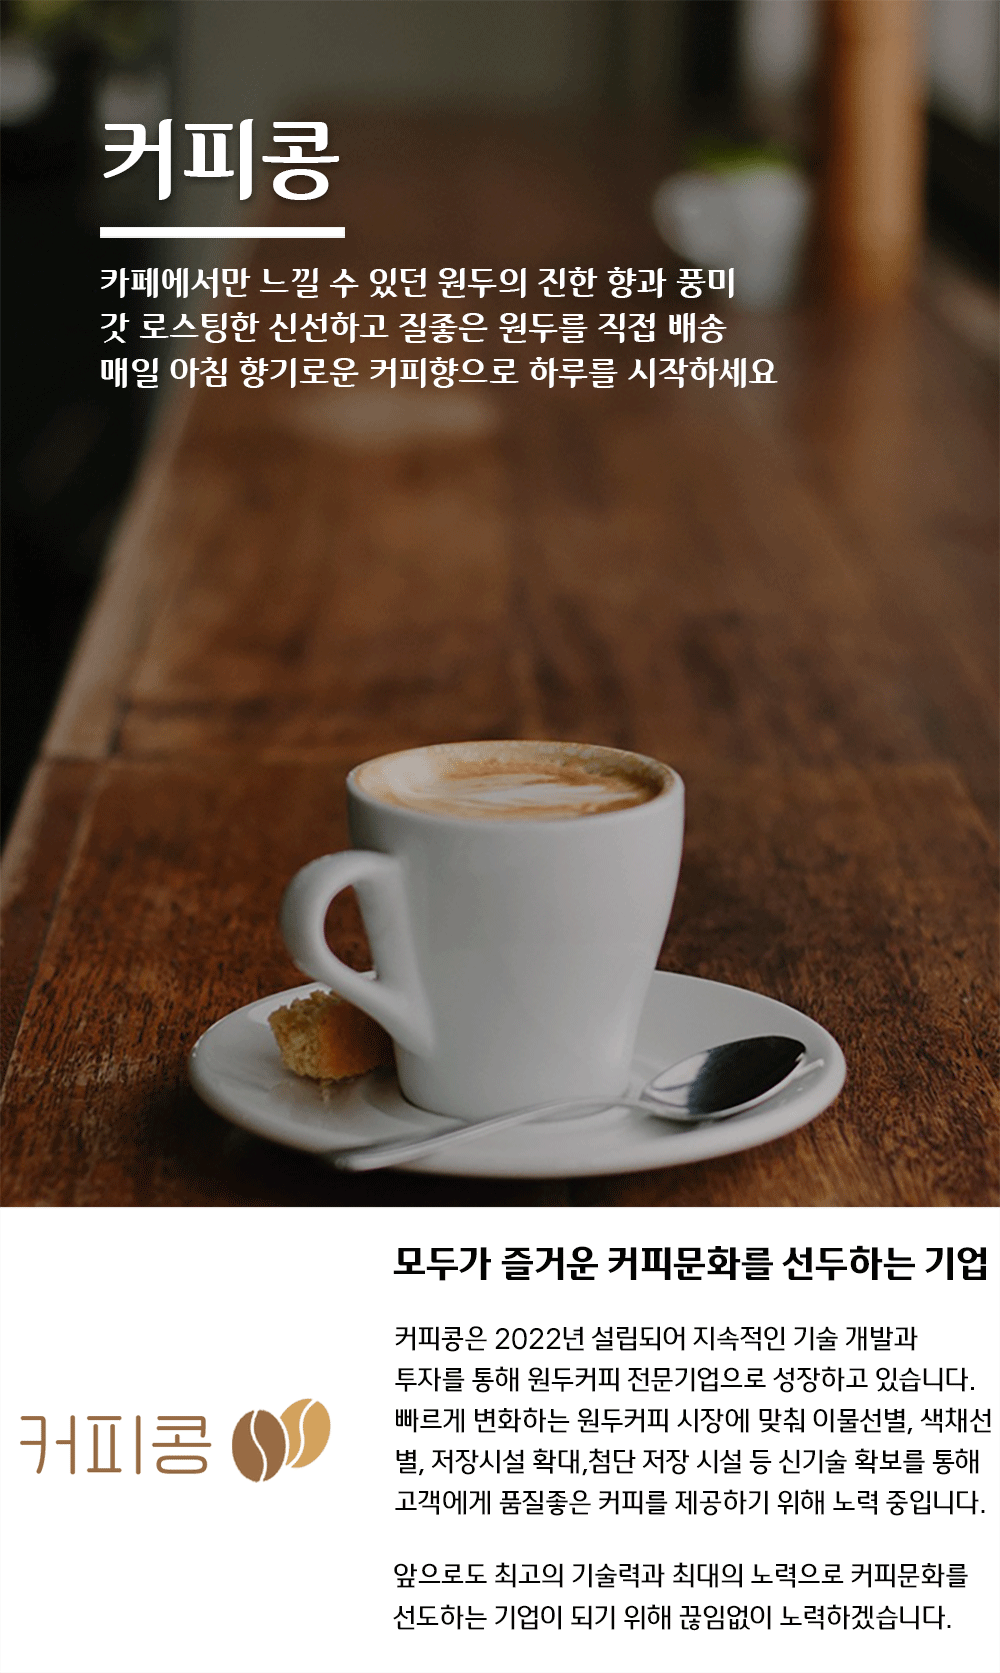 커피콩
카페에서만 느낄 수 있던 원두의 진한 향과 풍미
갓 로스팅한 신선하고 질좋은 원두를 직접 배송
매일 아침 향기로운 커피향으로 하루를 시작하세요
모두가 즐거운 커피문화를 선두하는 기업
커피콩은 2022년 설립되어 지속적인 기술 개발과
투자를 통해 원두커피 전문기업으로 성장하고 있습니다.
빠르게 변화하는 원두커피 시장에 맞춰 이물선별, 색채선
별, 저장시설 확대,첨단 저장 시설 등 신기술 확보를 통해
고객에게 품질좋은 커피를 제공하기 위해 노력 중입니다.
앞으로도 최고의 기술력과 최대의 노력으로 커피문화를
선도하는 기업이 되기 위해 끊임없이 노력하겠습니다.
커피콩